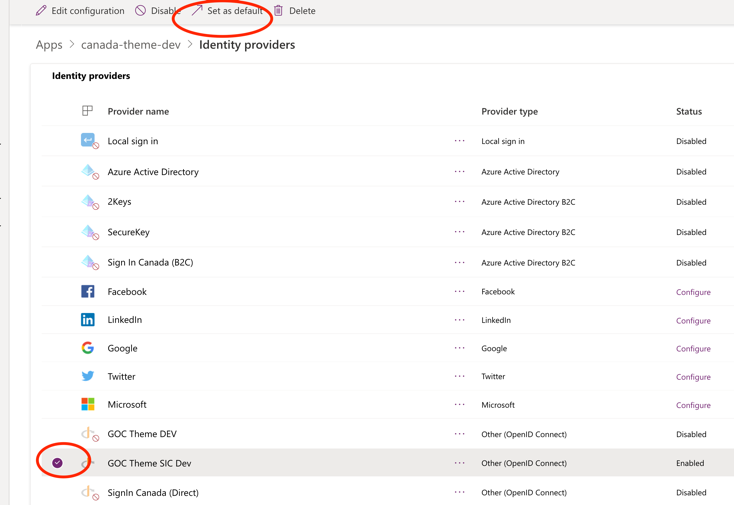 Edit configuration Disable Set as default Delete
Apps > canada-theme-dev > Identity providers
Identity providers
Provider name Provider type Status
Local sign in ··· Local sign in Disabled
Azure Active Directory ··· Azure Active Directory Disabled
2Keys ··· Azure Active Directory B2C Disabled
SecureKey ··· Azure Active Directory B2C Disabled
Sign In Canada (B2C) ··· Azure Active Directory B2C Disabled
Facebook ··· Facebook Configure
LinkedIn ··· LinkedIn Configure
Google ··· Google Configure
Twitter ··· Twitter Configure
Microsoft ··· Microsoft Configure
GOC Theme DEV ··· Other (OpenID Connect) Disabled
GOC Theme SIC Dev ··· Other (OpenID Connect) Enabled
SignIn Canada (Direct) ··· Other (OpenID Connect) Disabled